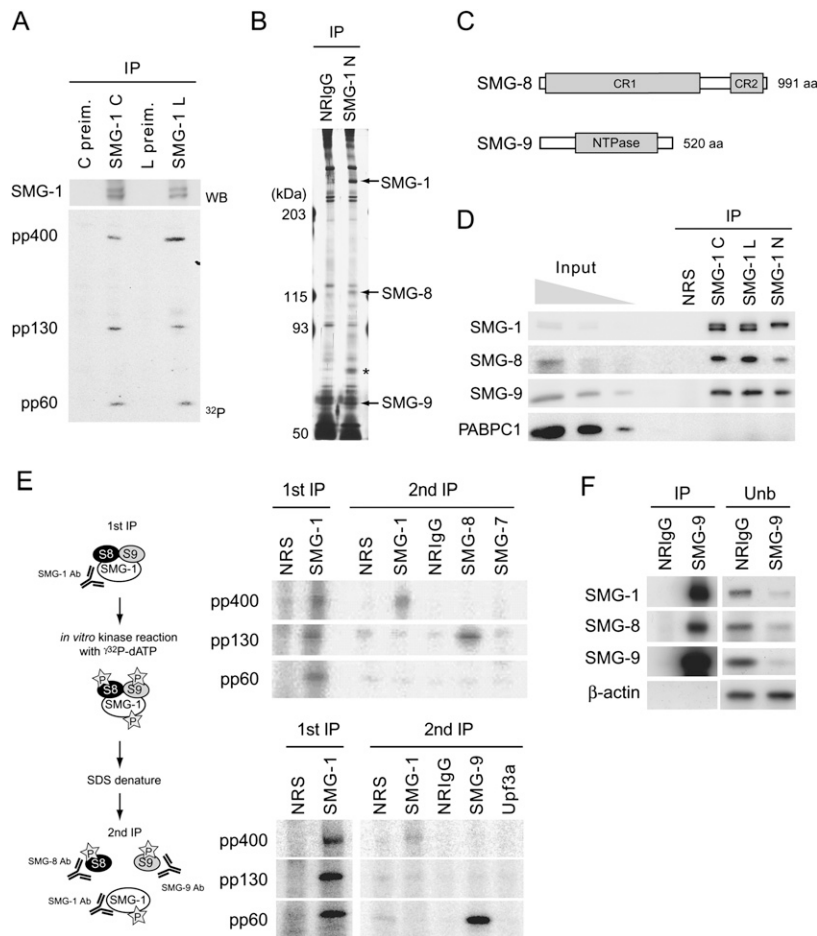 A
IP
C preim.
SMG-1 C
L preim.
SMG-1 L
SMG-1
WB
pp400
pp130
pp60
32P
B
IP
NRIgG
SMG-1 N
(kDa)
203
115
93
50
SMG-1
SMG-8
*
SMG-9
C
SMG-8
CR1
CR2
991 aa
SMG-9
NTPase
520 aa
D
Input
IP
NRS
SMG-1 C
SMG-1 L
SMG-1 N
SMG-1
SMG-8
SMG-9
PABPC1
E
1st IP
S8
S9
SMG-1
SMG-1 Ab
in vitro kinase reaction
with γ32P-dATP
P
P
S8
S9
SMG-1
P
SDS denature
2nd IP
P
P
SMG-8 Ab
S8
S9
SMG-9 Ab
SMG-1 Ab
SMG-1
P
1st IP
2nd IP
NRS
SMG-1
NRS
SMG-1
NRIgG
SMG-8
SMG-7
pp400
pp130
pp60
1st IP
2nd IP
NRS
SMG-1
NRS
SMG-1
NRIgG
SMG-9
Upf3a
pp400
pp130
pp60
F
IP
Unb
NRIgG
SMG-9
NRIgG
SMG-9
SMG-1
SMG-8
SMG-9
β-actin